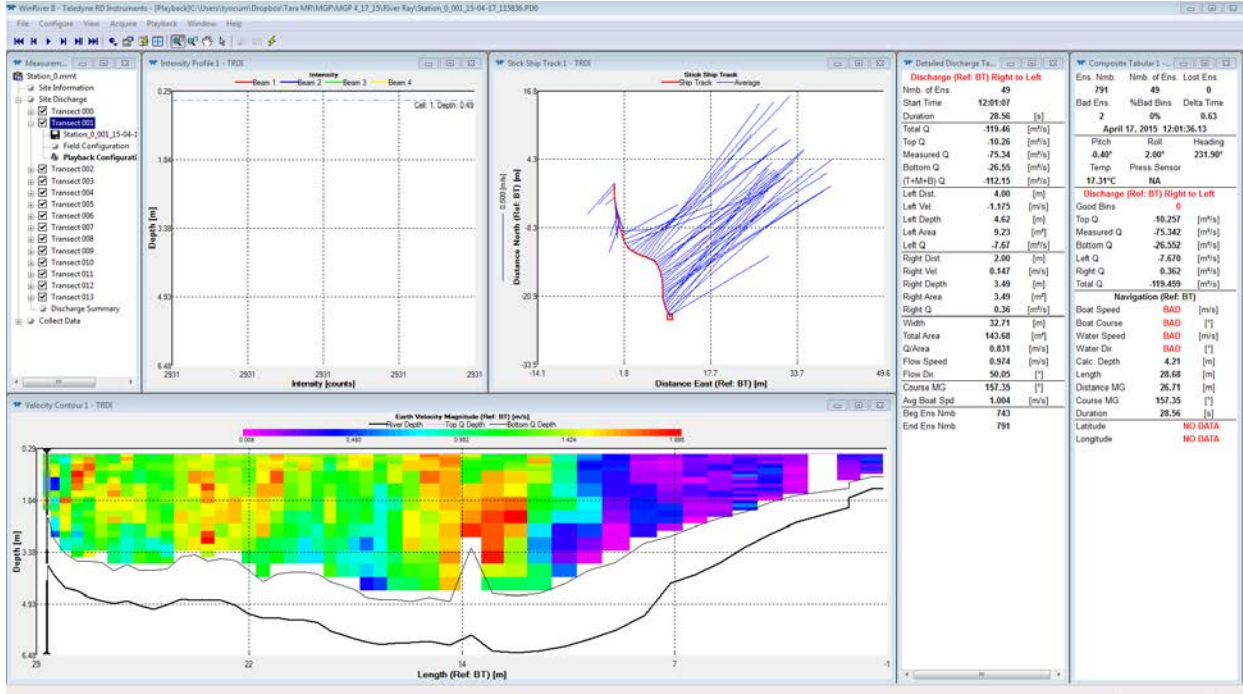 WinRiver II - Teledyne RD Instruments - [Playback][C:\Users\tyocum\Dropbox\Tara MR\MGP\MGP 4_17_15\River Ray\Station_0_001_15-04-17_115836.PD0
File Configure View Acquire Playback Window Help
Measurem...
Station_0.mmt
Site Information
Site Discharge
Transect 000
Transect 001
Station_0_001_15-04-1
Field Configuration
Playback Configurati
Transect 002
Transect 003
Transect 004
Transect 005
Transect 006
Transect 007
Transect 008
Transect 009
Transect 010
Transect 011
Transect 012
Transect 013
Discharge Summary
Collect Data
Intensity Profile 1 - TRDI
Intensity
Beam 1 Beam 2 Beam 3 Beam 4
Cell: 1, Depth: 0.49
0.29
1.84
3.38
4.93
6.48
Depth [m]
2931 2931 2931 2931 2931
Intensity [counts]
Stick Ship Track 1 - TRDI
Stick Ship Track
Ship Track Average
16.8
4.3
-8.3
-20.9
-33.5
0.500 [m/s]
Distance North (Ref: BT) [m]
-14.1 1.8 17.7 33.7 49.6
Distance East (Ref: BT) [m]
Velocity Contour 1 - TRDI
Earth Velocity Magnitude (Ref: BT) [m/s]
River Depth Top Q Depth Bottom Q Depth
0.480 1.424
0.29
1.84
3.38
4.93
6.48
Depth [m]
22 14 7 -1
Length (Ref: BT) [m]
Detailed Discharge Ta...
Discharge (Ref: BT) Right to Left
Nmb. of Ens. 49
Start Time 12:01:07
Duration 28.56 [s]
Total Q -119.46 [m³/s]
Top Q -10.26 [m³/s]
Measured Q -75.34 [m³/s]
Bottom Q -26.55 [m³/s]
(T+M+B) Q -112.15 [m³/s]
Left Dist. 4.00 [m]
Left Vel. -1.175 [m/s]
Left Depth 4.62 [m]
Left Area 9.23 [m²]
Left Q -7.67 [m³/s]
Right Dist. 2.00 [m]
Right Vel 0.147 [m/s]
Right Depth 3.49 [m]
Right Area 3.49 [m²]
Right Q 0.36 [m³/s]
Width 32.71 [m]
Total Area 143.68 [m²]
Q/Area 0.831 [m/s]
Flow Speed 0.974 [m/s]
Flow Dir. 50.05 [°]
Course MG 157.35 [°]
Avg Boat Spd 1.004 [m/s]
Beg Ens Nmb 743
End Ens Nmb 791
Composite Tabular 1 -...
Ens. Nmb. Nmb. of Ens. Lost Ens.
791 49 0
Bad Ens. %Bad Bins Delta Time
2 0% 0.63
April 17, 2015 12:01:36.13
Pitch Roll Heading
-0.40° 2.00° 231.90°
Temp. Press.Sensor
17.31°C NA
Discharge (Ref: BT) Right to Left
Good Bins 0
Top Q -10.257 [m³/s]
Measured Q -75.342 [m³/s]
Bottom Q -26.552 [m³/s]
Left Q -7.670 [m³/s]
Right Q 0.362 [m³/s]
Total Q -119.459 [m³/s]
Navigation (Ref: BT)
Boat Speed BAD [m/s]
Boat Course BAD [°]
Water Speed BAD [m/s]
Water Dir. BAD [°]
Calc. Depth 4.21 [m]
Length 28.68 [m]
Distance MG 26.71 [m]
Course MG 157.35 [°]
Duration 28.56 [s]
Latitude NO DATA
Longitude NO DATA